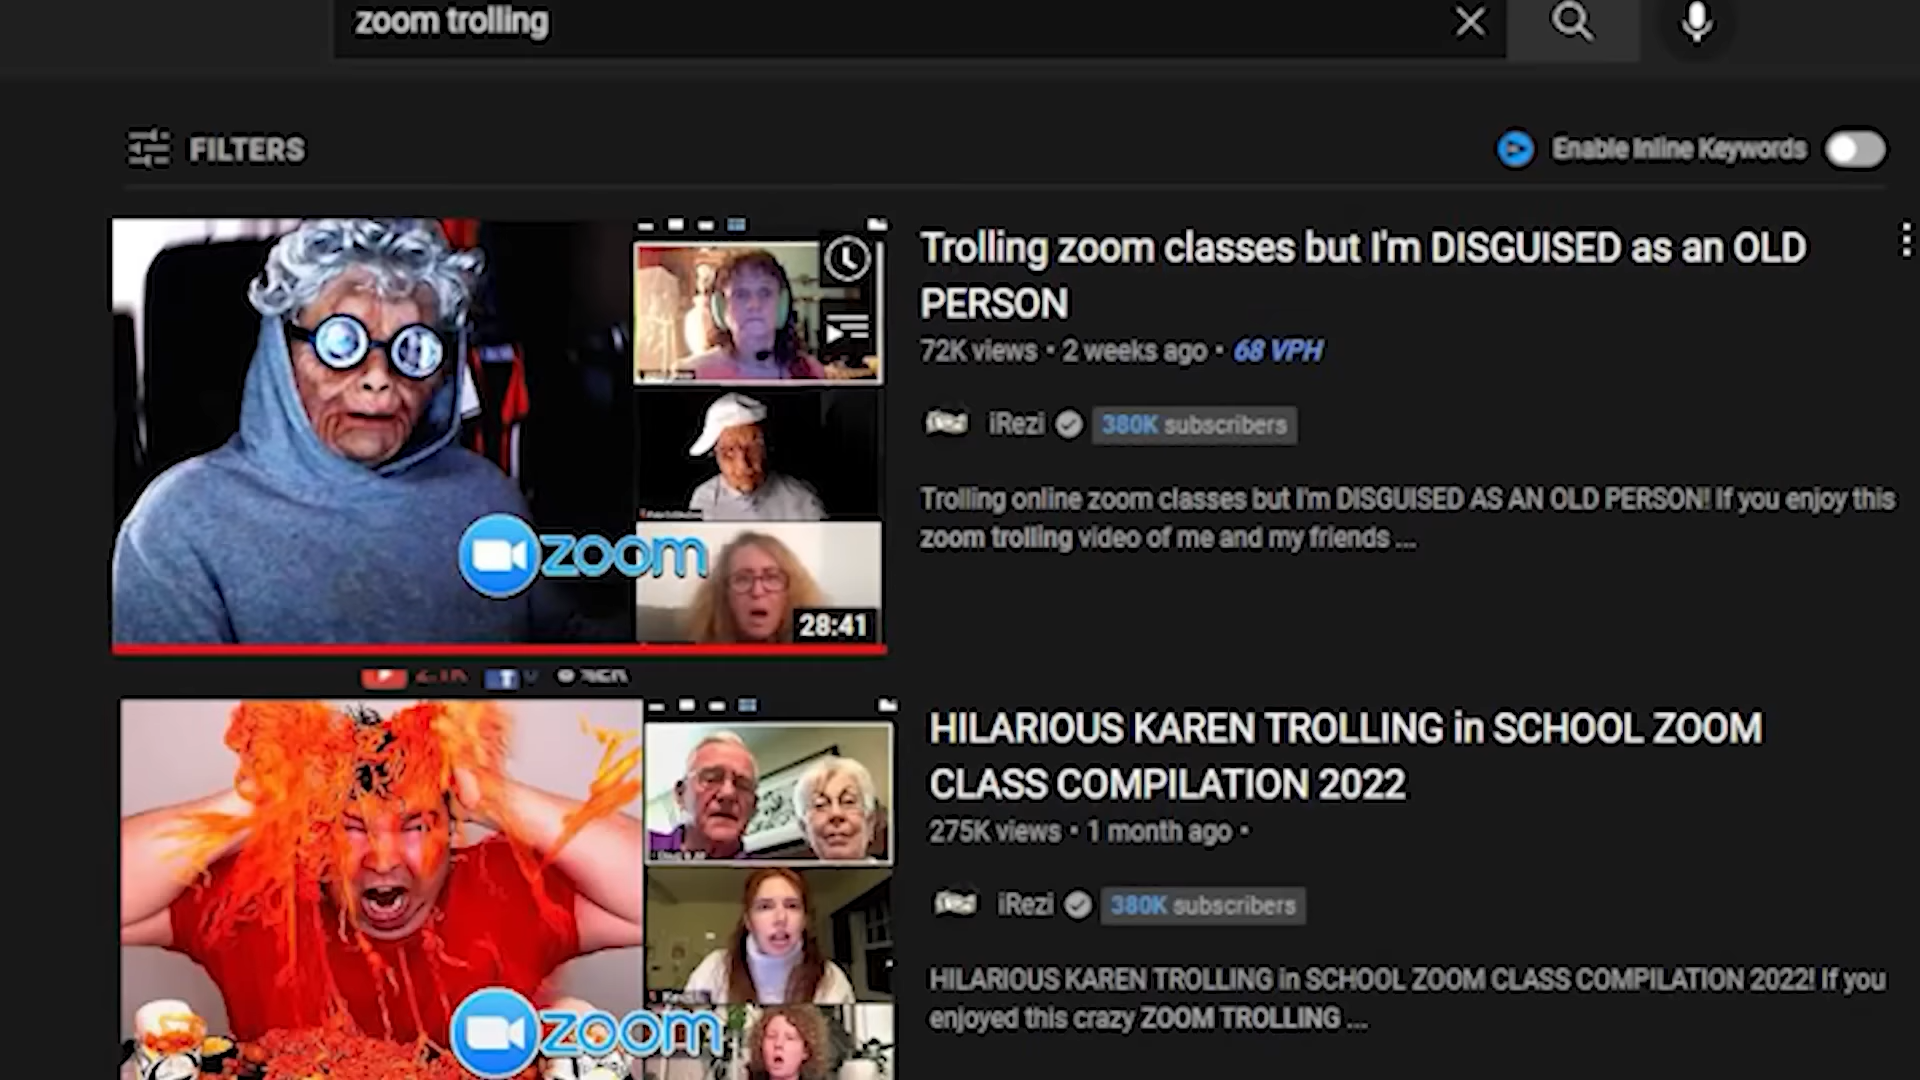 zoom trolling
FILTERS
Enable Inline Keywords
Trolling zoom classes but I'm DISGUISED as an OLD
PERSON
72K views • 2 weeks ago • 68 VPH
iRezi
380K subscribers
Trolling online zoom classes but I'm DISGUISED AS AN OLD PERSON! If you enjoy this
zoom trolling video of me and my friends ...
zoom
28:41
HILARIOUS KAREN TROLLING in SCHOOL ZOOM
CLASS COMPILATION 2022
275K views • 1 month ago •
iRezi
380K subscribers
HILARIOUS KAREN TROLLING in SCHOOL ZOOM CLASS COMPILATION 2022! If you
enjoyed this crazy ZOOM TROLLING ...
zoom